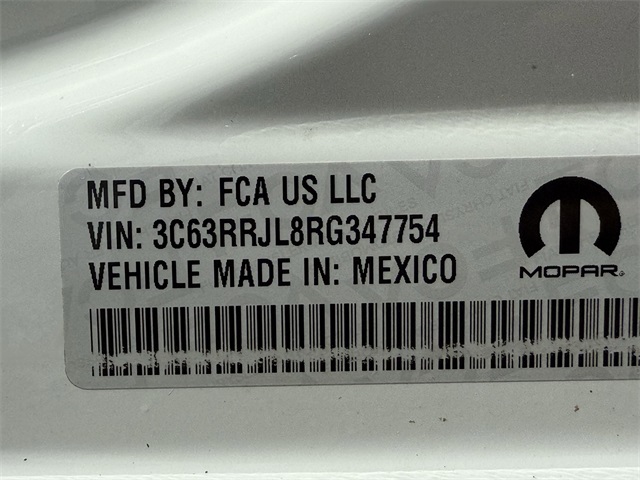 MFD BY: FCA US LLC
VIN: 3C63RRJL8RG347754
VEHICLE MADE IN: MEXICO
MOPAR